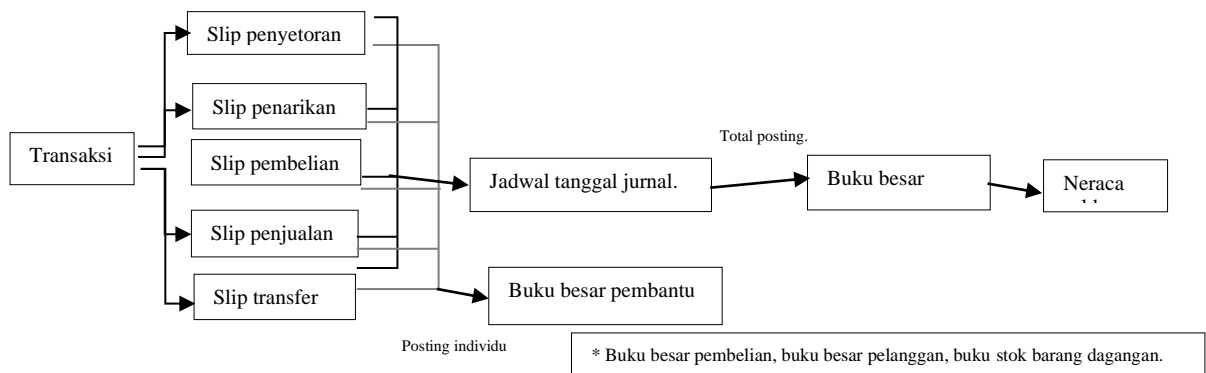 Slip penyetoran
Slip penarikan
Transaksi
Slip pembelian
Slip penjualan
Slip transfer
Jadwal tanggal jurnal.
Total posting.
Buku besar
Neraca
Buku besar pembantu
Posting individu
* Buku besar pembelian, buku besar pelanggan, buku stok barang dagangan.